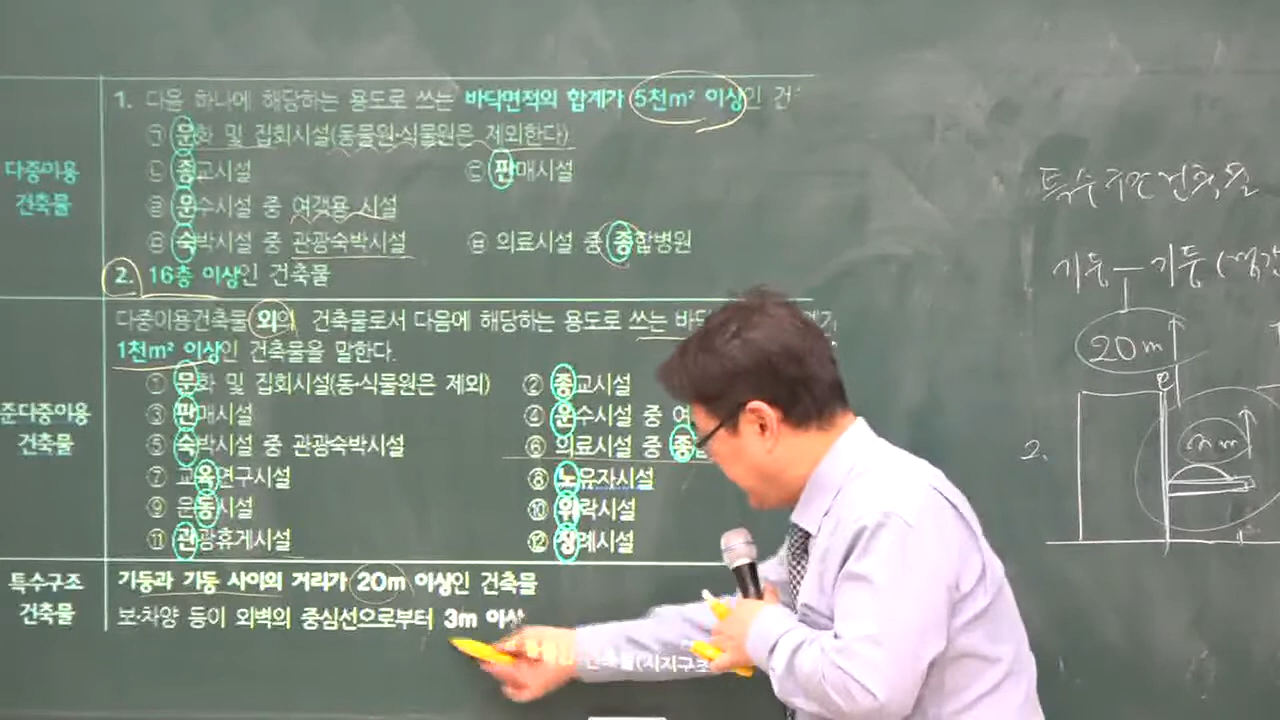 다중이용
건축물
1. 다음 하나에 해당하는 용도로 쓰는 바닥면적의 합계가 5천m² 이상인 건
㉠ 문화 및 집회시설(동물원·식물원은 제외한다)
㉡ 종교시설 ㉢ 판매시설
㉣ 운수시설 중 여객용 시설
㉤ 숙박시설 중 관광숙박시설 ㉥ 의료시설 중 종합병원
2. 16층 이상인 건축물
준다중이용
건축물
다중이용건축물 외의 건축물로서 다음에 해당하는 용도로 쓰는
1천m² 이상인 건축물을 말한다.
① 문화 및 집회시설(동·식물원은 제외) ② 종교시설
③ 판매시설 ④ 운수시설 중 여
⑤ 숙박시설 중 관광숙박시설 ⑥ 의료시설 중 종
⑦ 교육연구시설 ⑧ 노유자시설
⑨ 운동시설 ⑩ 위락시설
⑪ 관광휴게시설 ⑫ 장례시설
특수구조
건축물
기둥과 기둥 사이의 거리가 20m 이상인 건축물
보·차양 등이 외벽의 중심선으로부터 3m 이상
특수구조건축물
기둥 — 기둥
20m
2.